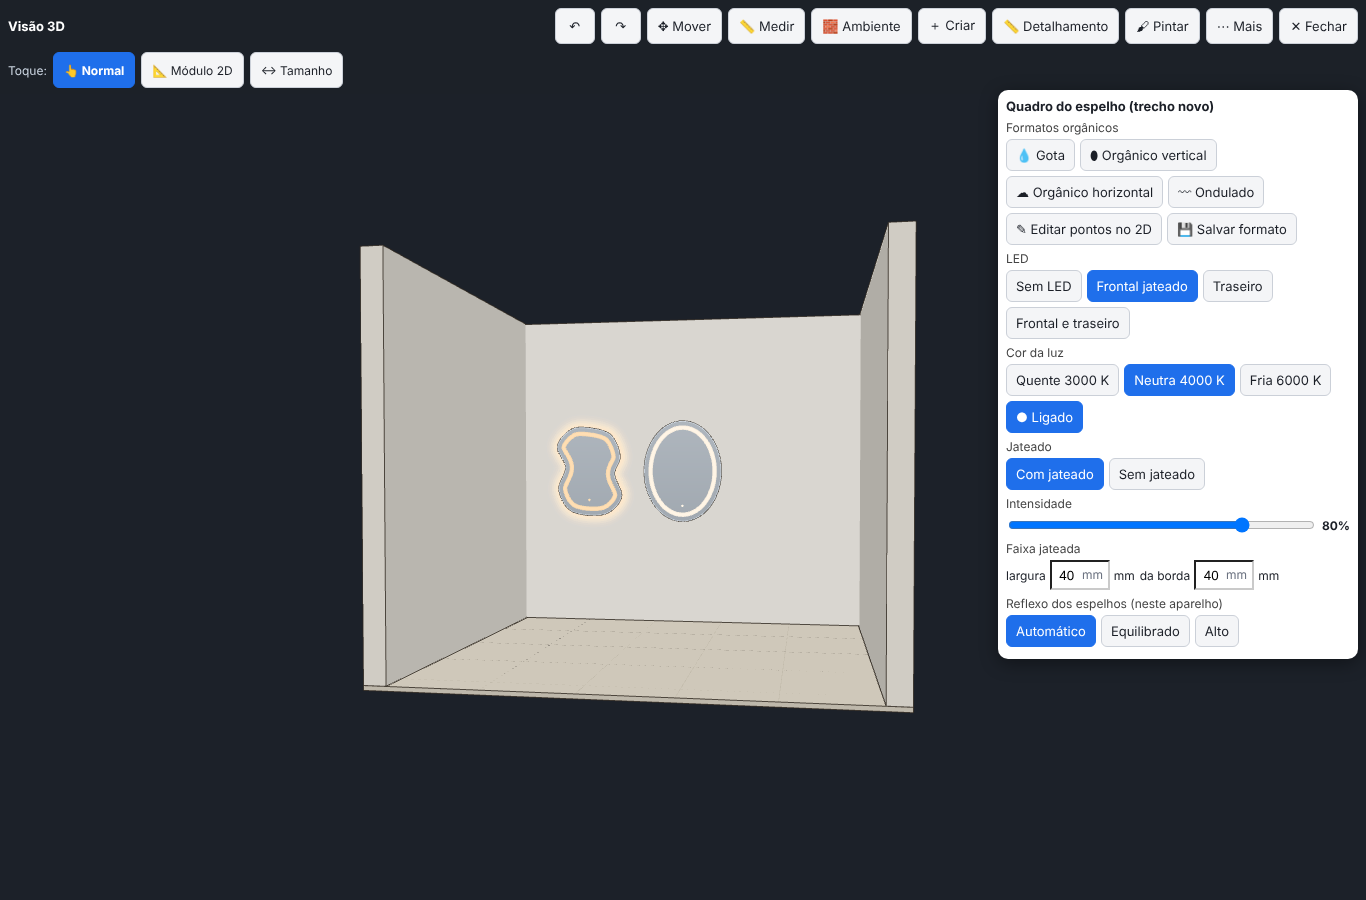 Visão 3D
↶ ↷ ✥ Mover 📏 Medir 🧱 Ambiente + Criar 📏 Detalhamento 🖌 Pintar ⋯ Mais ✕ Fechar
Toque: 👆 Normal 📐 Módulo 2D ↔ Tamanho
Quadro do espelho (trecho novo)
Formatos orgânicos
💧 Gota ⬮ Orgânico vertical
☁ Orgânico horizontal 〰 Ondulado
✎ Editar pontos no 2D 💾 Salvar formato
LED
Sem LED Frontal jateado Traseiro
Frontal e traseiro
Cor da luz
Quente 3000 K Neutra 4000 K Fria 6000 K
● Ligado
Jateado
Com jateado Sem jateado
Intensidade
80%
Faixa jateada
largura 40 mm mm da borda 40 mm mm
Reflexo dos espelhos (neste aparelho)
Automático Equilibrado Alto